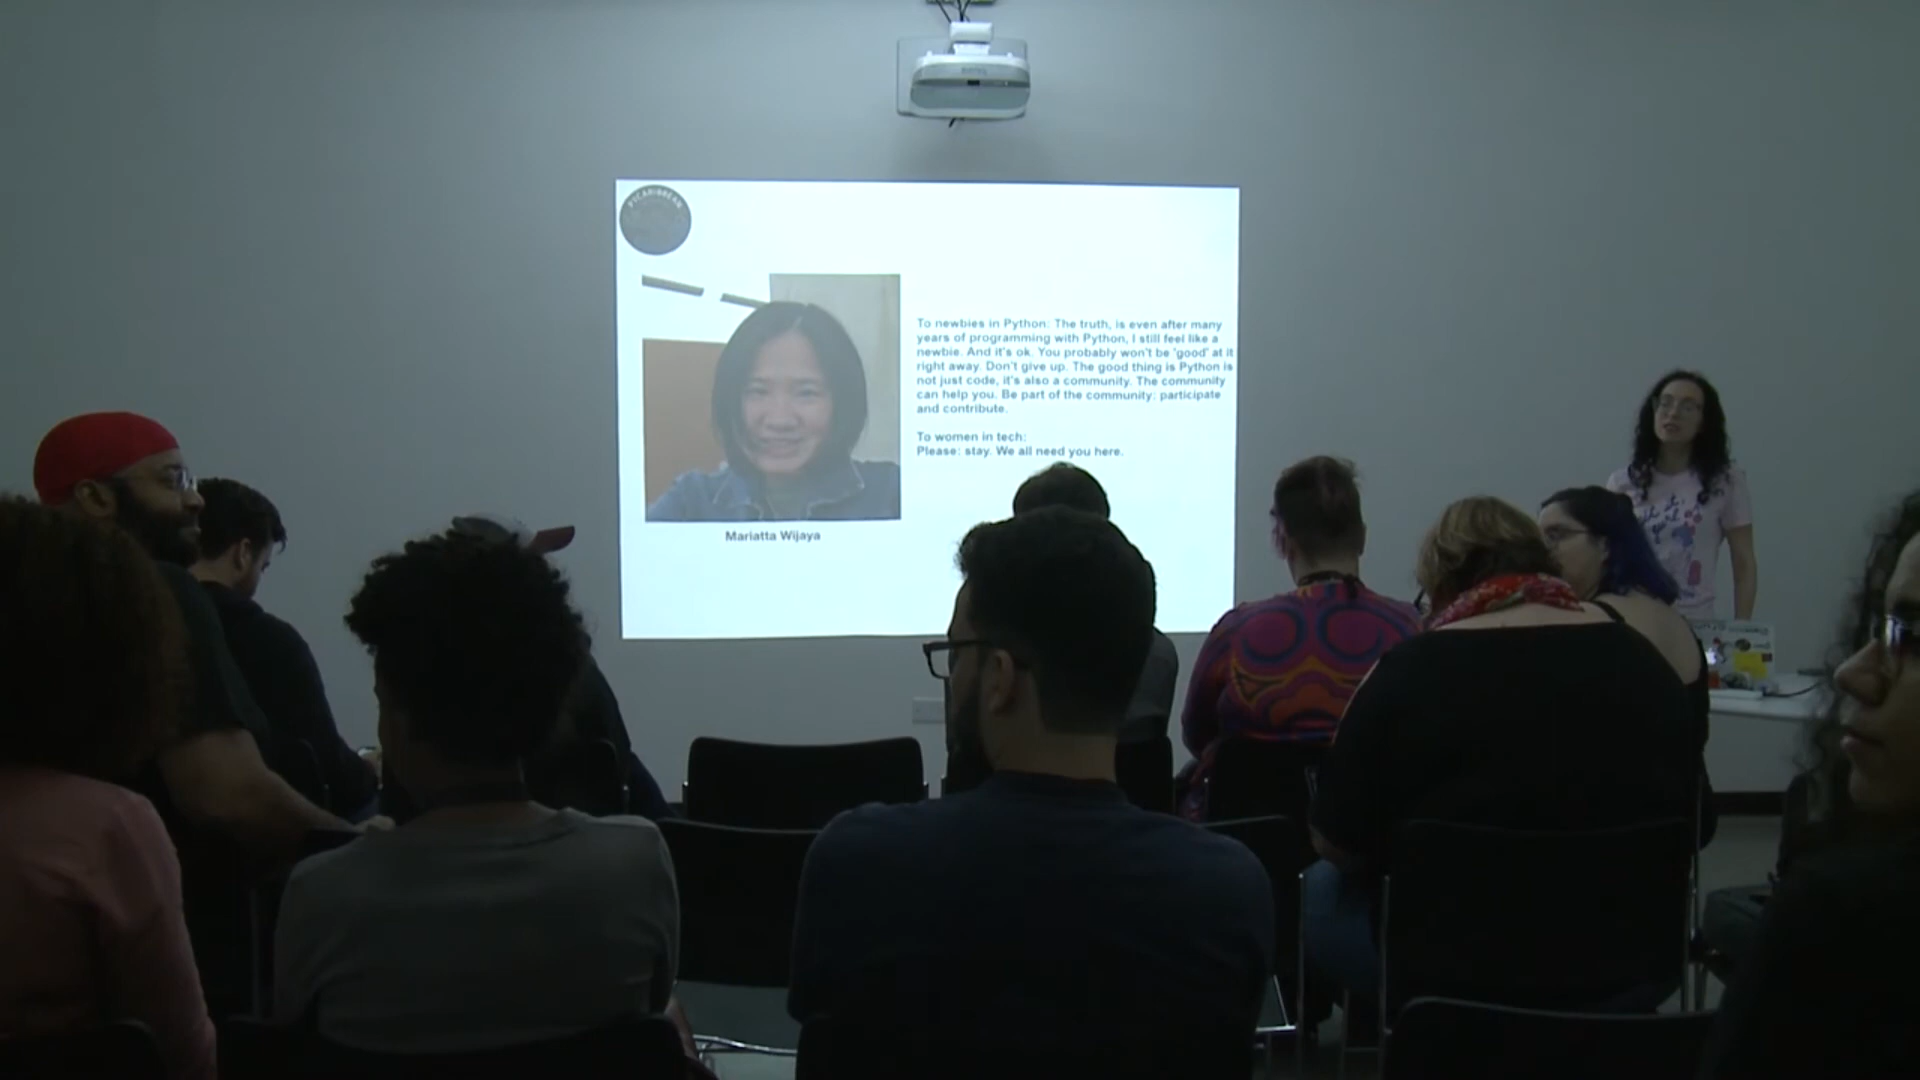 PYCARIBBEAN
To newbies in Python: The truth, is even after many
years of programming with Python, I still feel like a
newbie. And it's ok. You probably won't be 'good' at it
right away. Don't give up. The good thing is Python is
not just code, it's also a community. The community
can help you. Be part of the community: participate
and contribute.
To women in tech:
Please: stay. We all need you here.
Mariatta Wijaya